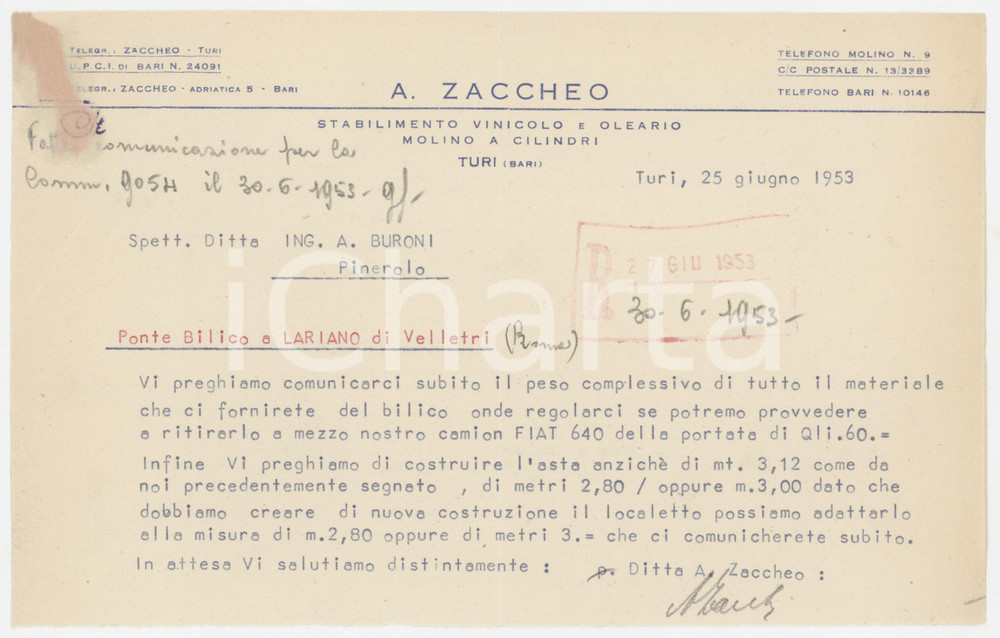 TELEGR.: ZACCHEO - TURI
U.P.C.I. DI BARI N. 24091
TELEGR.: ZACCHEO - ADRIATICA 5 - BARI
A. ZACCHEO
TELEFONO MOLINO N. 9
C/C POSTALE N. 13/3389
TELEFONO BARI N. 10146
STABILIMENTO VINICOLO E OLEARIO
MOLINO A CILINDRI
TURI (BARI)
comunicazione per la
Comm. 9054 il 30-6-1953-
Turi, 25 giugno 1953
Spett. Ditta ING. A. BURONI
Pinerolo
27 GIU 1953
30-6-1953-
Ponte Bilico a LARIANO di Velletri (Roma)
Vi preghiamo comunicarci subito il peso complessivo di tutto il materiale
che ci fornirete del bilico onde regolarci se potremo provvedere
a ritirarlo a mezzo nostro camion FIAT 640 della portata di Qli.60.=
Infine Vi preghiamo di costruire l'asta anzichè di mt. 3,12 come da
noi precedentemente segnato , di metri 2,80 / oppure m.3,00 dato che
dobbiamo creare di nuova costruzione il localetto possiamo adattarlo
alla misura di m.2,80 oppure di metri 3.= che ci comunicherete subito.
In attesa Vi salutiamo distintamente :
p. Ditta A. Zaccheo :
iCharta